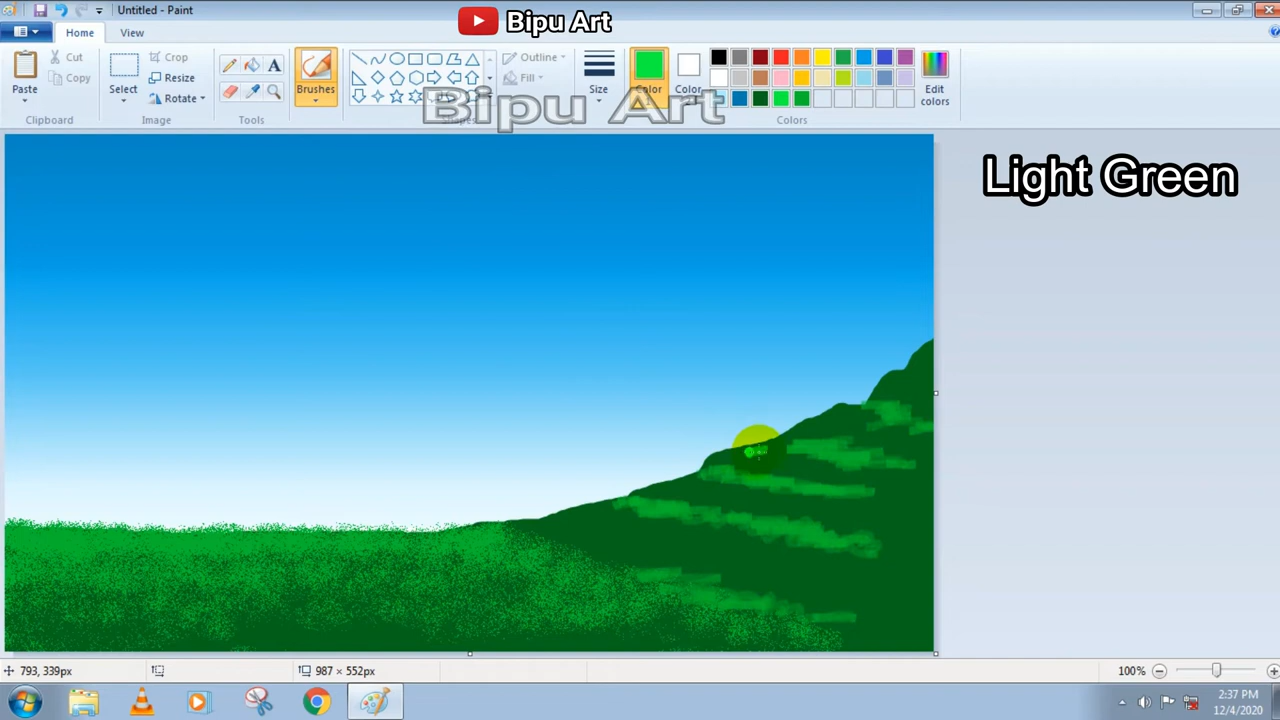 Untitled - Paint
Bipu Art
Home
View
Paste
Cut
Copy
Select
Crop
Resize
Rotate
A
Brushes
Outline
Fill
Size
Color
Color
Edit
colors
Bipu Art
Clipboard
Image
Tools
Colors
Light Green
793, 339px
987 × 552px
100%
2:37 PM
12/4/2020